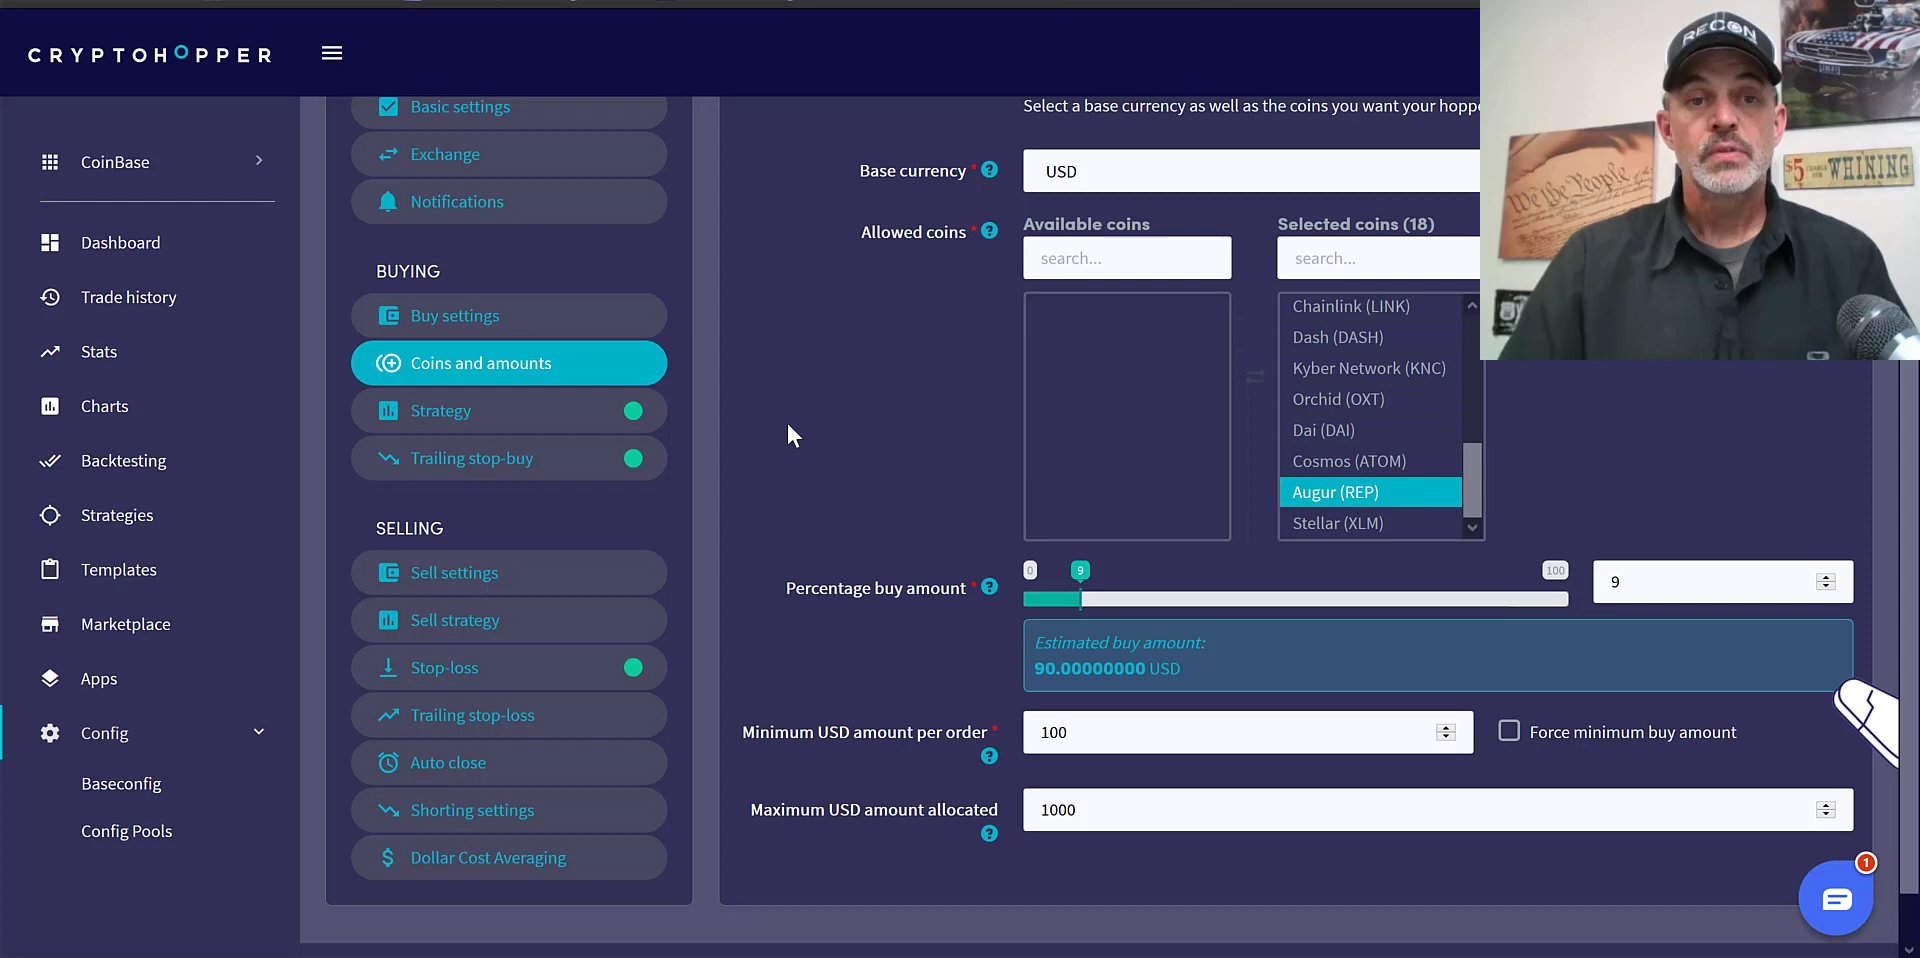 CRYPTOHOPPER
CoinBase
Dashboard
Trade history
Stats
Charts
Backtesting
Strategies
Templates
Marketplace
Apps
Config
Baseconfig
Config Pools
Basic settings
Exchange
Notifications
BUYING
Buy settings
Coins and amounts
Strategy
Trailing stop-buy
SELLING
Sell settings
Sell strategy
Stop-loss
Trailing stop-loss
Auto close
Shorting settings
Dollar Cost Averaging
Select a base currency as well as the coins you want your hoppe
Base currency * ?
USD
Allowed coins * ?
Available coins
search...
Selected coins (18)
search...
Chainlink (LINK)
Dash (DASH)
Kyber Network (KNC)
Orchid (OXT)
Dai (DAI)
Cosmos (ATOM)
Augur (REP)
Stellar (XLM)
Percentage buy amount * ?
0 9 100
9
Estimated buy amount:
90.00000000 USD
Minimum USD amount per order *
?
100
Force minimum buy amount
Maximum USD amount allocated
?
1000
1
RECON
We the People
$5
WHINING